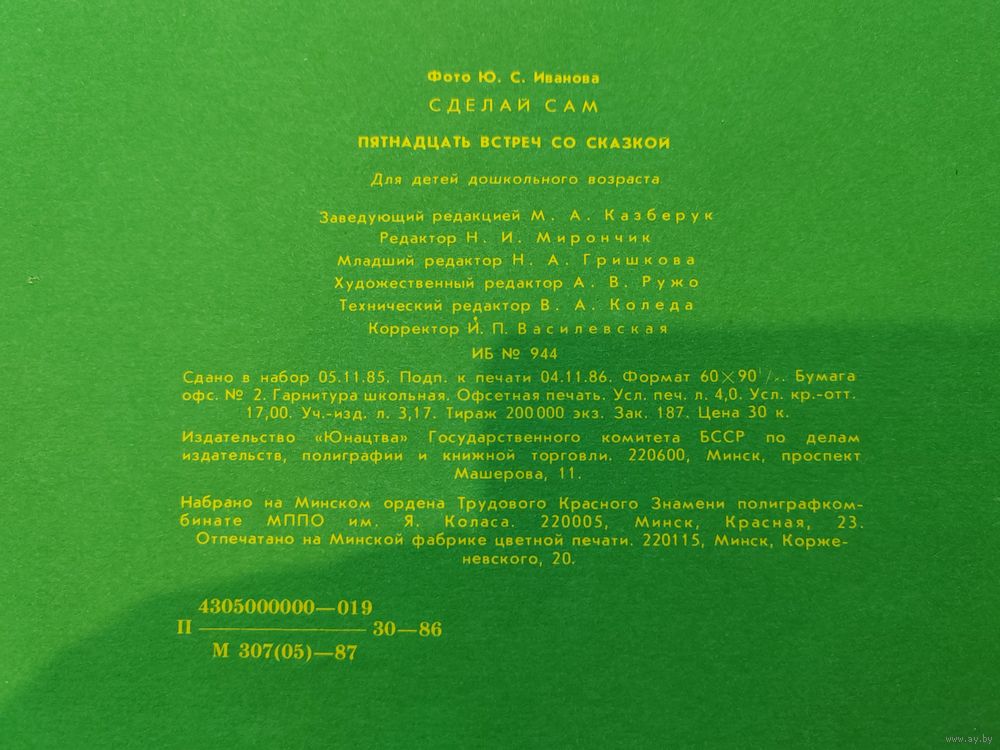 Фото Ю. С. Иванова
СДЕЛАЙ САМ
ПЯТНАДЦАТЬ ВСТРЕЧ СО СКАЗКОЙ
Для детей дошкольного возраста
Заведующий редакцией М. А. Казберук
Редактор Н. И. Мирончик
Младший редактор Н. А. Гришкова
Художественный редактор А. В. Ружо
Технический редактор В. А. Коледа
Корректор И. П. Василевская
ИБ № 944
Сдано в набор 05.11.85. Подп. к печати 04.11.86. Формат 60×90 Бумага
офс. № 2. Гарнитура школьная. Офсетная печать. Усл. печ. л. 4,0. Усл. кр.-отт.
17,00. Уч.-изд. л. 3,17. Тираж 200 000 экз. Зак. 187. Цена 30 к.
Издательство «Юнацтва» Государственного комитета БССР по делам
издательств, полиграфии и книжной торговли. 220600, Минск, проспект
Машерова, 11.
Набрано на Минском ордена Трудового Красного Знамени полиграфком-
бинате МППО им. Я. Коласа. 220005, Минск, Красная, 23.
Отпечатано на Минской фабрике цветной печати. 220115, Минск, Корже-
невского, 20.
4305000000—019
П 30—86
М 307(05)—87
www.ay.by